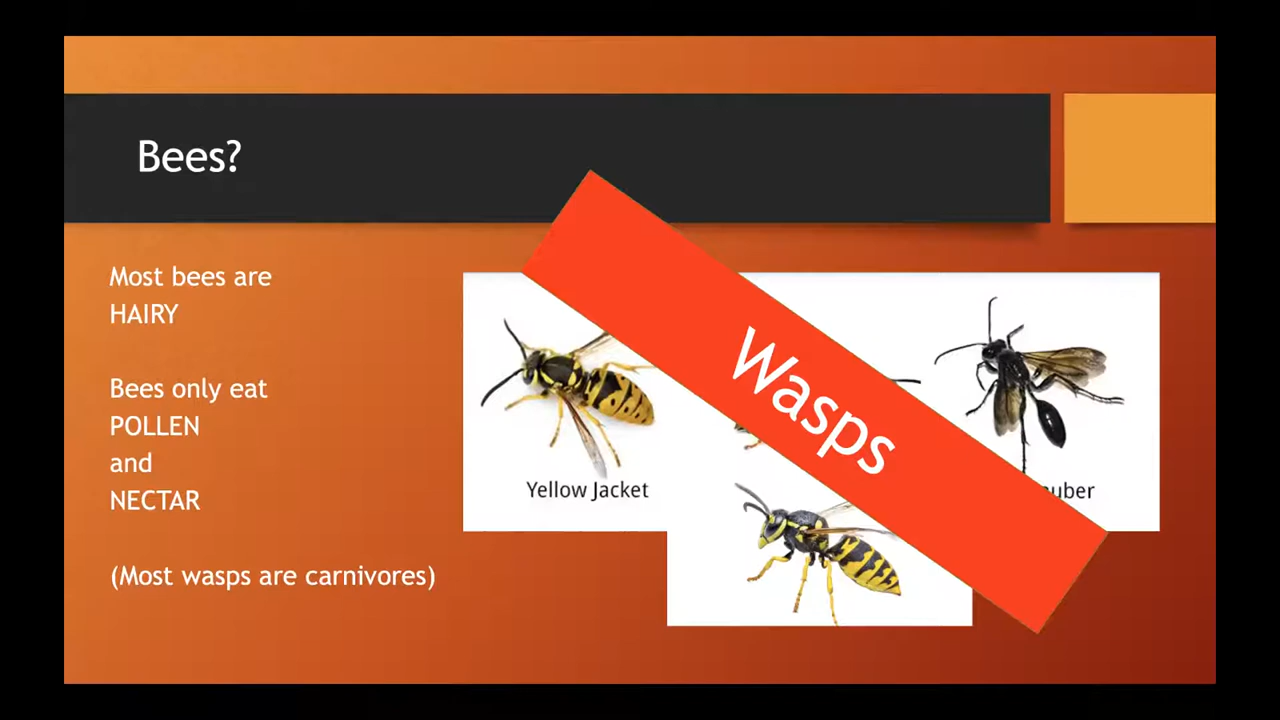 Bees?
Most bees are
HAIRY
Bees only eat
POLLEN
and
NECTAR
(Most wasps are carnivores)
Wasps
Yellow Jacket